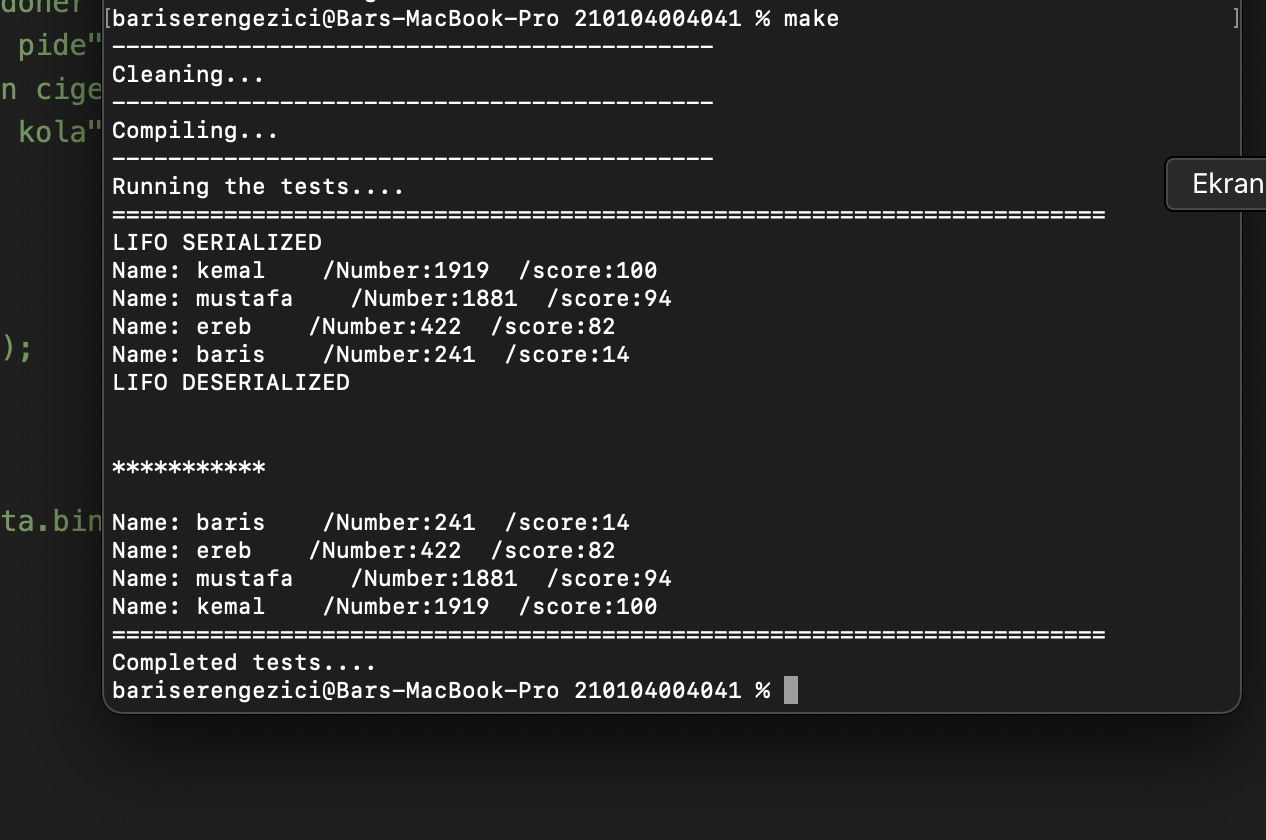 doner
pide"
n cige
kola"
);
ta.bin
[bariserengezici@Bars-MacBook-Pro 210104004041 % make ]
-------------------------------------------
Cleaning...
-------------------------------------------
Compiling...
-------------------------------------------
Running the tests....
=======================================================================
LIFO SERIALIZED
Name: kemal    /Number:1919  /score:100
Name: mustafa    /Number:1881  /score:94
Name: ereb    /Number:422  /score:82
Name: baris    /Number:241  /score:14
LIFO DESERIALIZED
***********
Name: baris    /Number:241  /score:14
Name: ereb    /Number:422  /score:82
Name: mustafa    /Number:1881  /score:94
Name: kemal    /Number:1919  /score:100
=======================================================================
Completed tests....
bariserengezici@Bars-MacBook-Pro 210104004041 %
Ekran